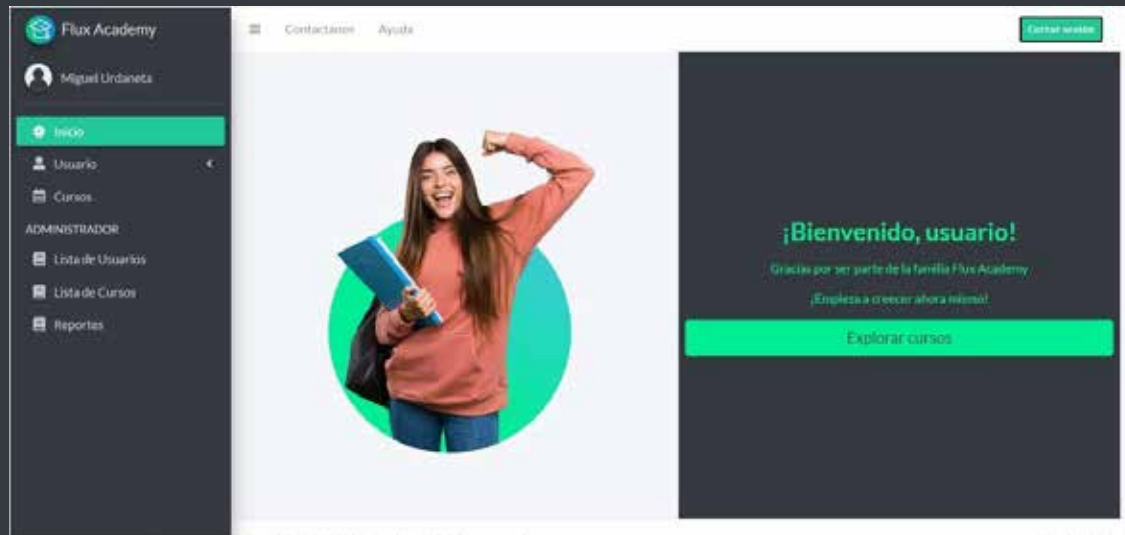 Flux Academy
Contactanos Ayuda
Cerrar sesión
Miguel Urdaneta
Inicio
Usuario
Cursos
ADMINISTRADOR
Lista de Usuarios
Lista de Cursos
Reportes
¡Bienvenido, usuario!
Gracias por ser parte de la familia Flux Academy
¡Empieza a creecer ahora mismo!
Explorar cursos